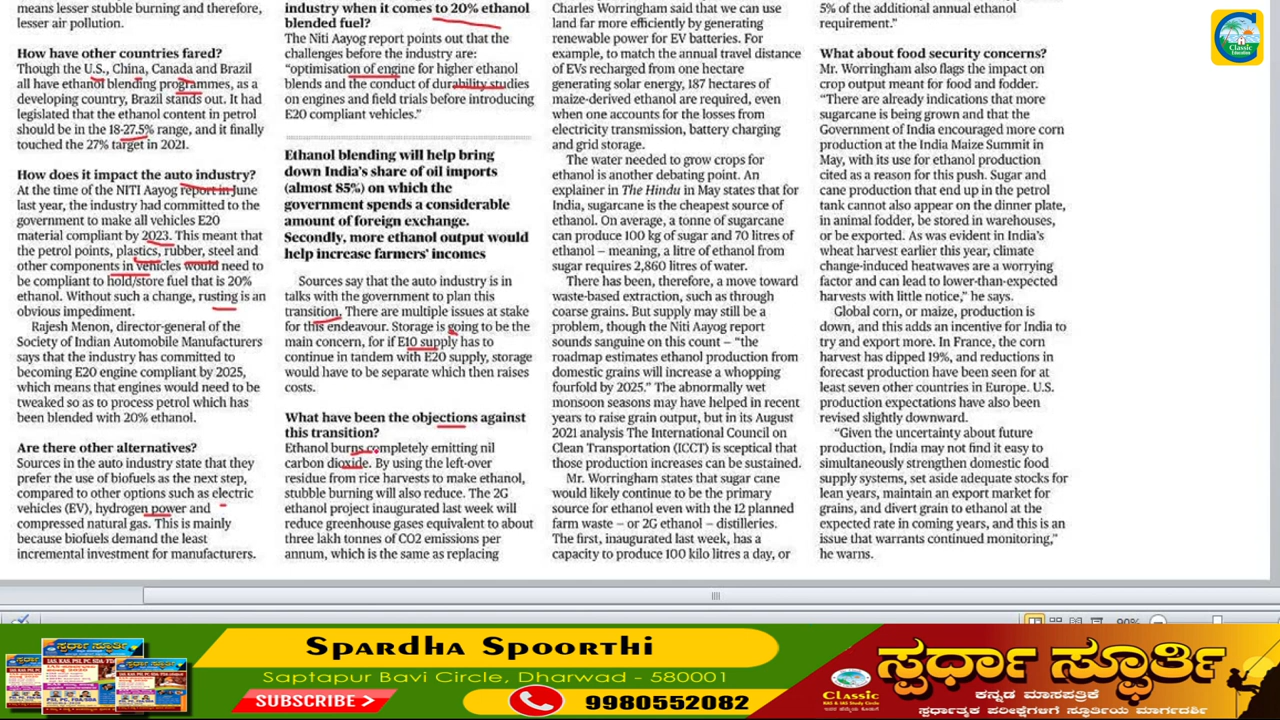 means lesser stubble burning and therefore,
lesser air pollution.
How have other countries fared?
Though the U.S., China, Canada and Brazil
all have ethanol blending programmes, as a
developing country, Brazil stands out. It had
legislated that the ethanol content in petrol
should be in the 18-27.5% range, and it finally
touched the 27% target in 2021.
How does it impact the auto industry?
At the time of the NITI Aayog report in June
last year, the industry had committed to the
government to make all vehicles E20
material compliant by 2023. This meant that
the petrol points, plastics, rubber, steel and
other components in vehicles would need to
be compliant to hold/store fuel that is 20%
ethanol. Without such a change, rusting is an
obvious impediment.
Rajesh Menon, director-general of the
Society of Indian Automobile Manufacturers
says that the industry has committed to
becoming E20 engine compliant by 2025,
which means that engines would need to be
tweaked so as to process petrol which has
been blended with 20% ethanol.
Are there other alternatives?
Sources in the auto industry state that they
prefer the use of biofuels as the next step,
compared to other options such as electric
vehicles (EV), hydrogen power and
compressed natural gas. This is mainly
because biofuels demand the least
incremental investment for manufacturers.
industry when it comes to 20% ethanol
blended fuel?
The Niti Aayog report points out that the
challenges before the industry are:
“optimisation of engine for higher ethanol
blends and the conduct of durability studies
on engines and field trials before introducing
E20 compliant vehicles.”
Ethanol blending will help bring
down India’s share of oil imports
(almost 85%) on which the
government spends a considerable
amount of foreign exchange.
Secondly, more ethanol output would
help increase farmers’ incomes
Sources say that the auto industry is in
talks with the government to plan this
transition. There are multiple issues at stake
for this endeavour. Storage is going to be the
main concern, for if E10 supply has to
continue in tandem with E20 supply, storage
would have to be separate which then raises
costs.
What have been the objections against
this transition?
Ethanol burns completely emitting nil
carbon dioxide. By using the left-over
residue from rice harvests to make ethanol,
stubble burning will also reduce. The 2G
ethanol project inaugurated last week will
reduce greenhouse gases equivalent to about
three lakh tonnes of CO2 emissions per
annum, which is the same as replacing
Charles Worringham said that we can use
land far more efficiently by generating
renewable power for EV batteries. For
example, to match the annual travel distance
of EVs recharged from one hectare
generating solar energy, 187 hectares of
maize-derived ethanol are required, even
when one accounts for the losses from
electricity transmission, battery charging
and grid storage.
The water needed to grow crops for
ethanol is another debating point. An
explainer in The Hindu in May states that for
India, sugarcane is the cheapest source of
ethanol. On average, a tonne of sugarcane
can produce 100 kg of sugar and 70 litres of
ethanol – meaning, a litre of ethanol from
sugar requires 2,860 litres of water.
There has been, therefore, a move toward
waste-based extraction, such as through
coarse grains. But supply may still be a
problem, though the Niti Aayog report
sounds sanguine on this count – “the
roadmap estimates ethanol production from
domestic grains will increase a whopping
fourfold by 2025.” The abnormally wet
monsoon seasons may have helped in recent
years to raise grain output, but in its August
2021 analysis The International Council on
Clean Transportation (ICCT) is sceptical that
those production increases can be sustained.
Mr. Worringham states that sugar cane
would likely continue to be the primary
source for ethanol even with the 12 planned
farm waste – or 2G ethanol – distilleries.
The first, inaugurated last week, has a
capacity to produce 100 kilo litres a day, or
5% of the additional annual ethanol
requirement.”
What about food security concerns?
Mr. Worringham also flags the impact on
crop output meant for food and fodder.
“There are already indications that more
sugarcane is being grown and that the
Government of India encouraged more corn
production at the India Maize Summit in
May, with its use for ethanol production
cited as a reason for this push. Sugar and
cane production that end up in the petrol
tank cannot also appear on the dinner plate,
in animal fodder, be stored in warehouses,
or be exported. As was evident in India’s
wheat harvest earlier this year, climate
change-induced heatwaves are a worrying
factor and can lead to lower-than-expected
harvests with little notice,” he says.
Global corn, or maize, production is
down, and this adds an incentive for India to
try and export more. In France, the corn
harvest has dipped 19%, and reductions in
forecast production have been seen for at
least seven other countries in Europe. U.S.
production expectations have also been
revised slightly downward.
“Given the uncertainty about future
production, India may not find it easy to
simultaneously strengthen domestic food
supply systems, set aside adequate stocks for
lean years, maintain an export market for
grains, and divert grain to ethanol at the
expected rate in coming years, and this is an
issue that warrants continued monitoring,”
he warns.
Classic
Education
90%
Spardha Spoorthi
Saptapur Bavi Circle, Dharwad - 580001
SUBSCRIBE >
9980552082
Classic
ಸ್ಪರ್ಧಾ ಸ್ಫೂರ್ತಿ
ಕನ್ನಡ ಮಾಸಪತ್ರಿಕೆ
ಸ್ಪರ್ಧಾತ್ಮಕ ಪರೀಕ್ಷೆಗಳಿಗೆ ಸ್ಫೂರ್ತಿಯ ಮಾರ್ಗದರ್ಶಿ